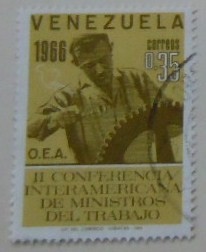 VENEZUELA
1966 correos
0.35
O.E.A.
II CONFERENCIA
INTERAMERICANA
DE MINISTROS
DEL TRABAJO